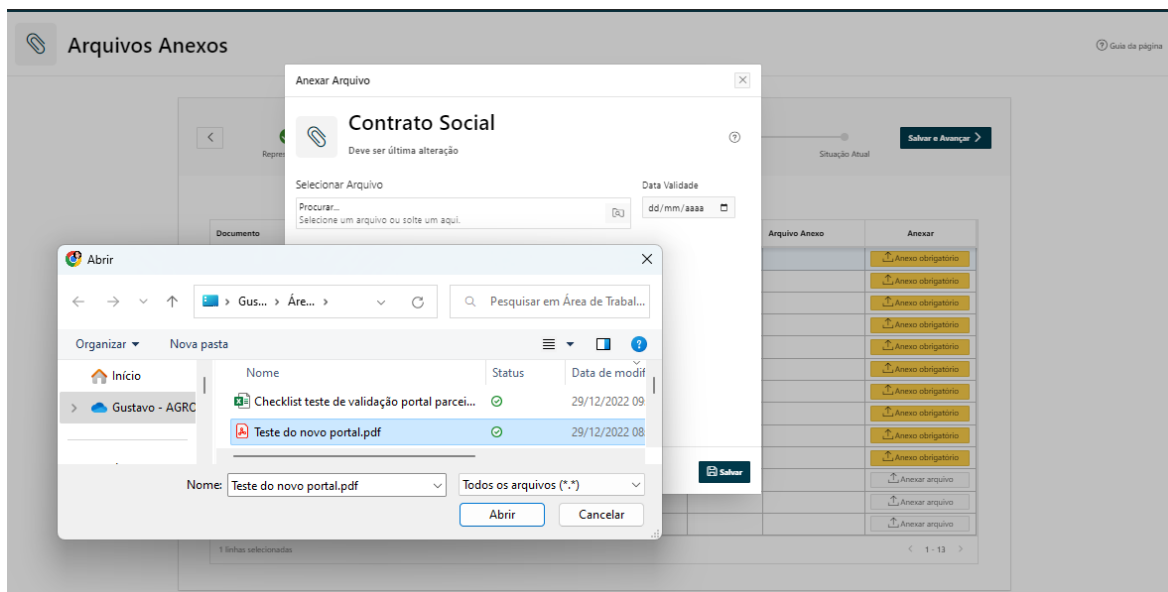 Arquivos Anexos
Guia da página
Anexar Arquivo
Contrato Social
Deve ser última alteração
Repres
Situação Atual
Salvar e Avançar
Selecionar Arquivo
Data Validade
Procurar...
Selecione um arquivo ou solte um aqui.
dd/mm/aaaa
Documento
Arquivo Anexo
Anexar
Anexo obrigatório
Anexo obrigatório
Anexo obrigatório
Anexo obrigatório
Anexo obrigatório
Anexo obrigatório
Anexo obrigatório
Anexo obrigatório
Anexo obrigatório
Anexo obrigatório
Anexar arquivo
Anexar arquivo
Anexar arquivo
Abrir
Gus... › Áre... ›
Pesquisar em Área de Trabal...
Organizar
Nova pasta
Início
Gustavo - AGRO
Nome
Status
Data de modif
Checklist teste de validação portal parcei...
29/12/2022 09
Teste do novo portal.pdf
29/12/2022 08
Nome:
Teste do novo portal.pdf
Todos os arquivos (*.*)
Abrir
Cancelar
Salvar
1 linhas selecionadas
1 - 13